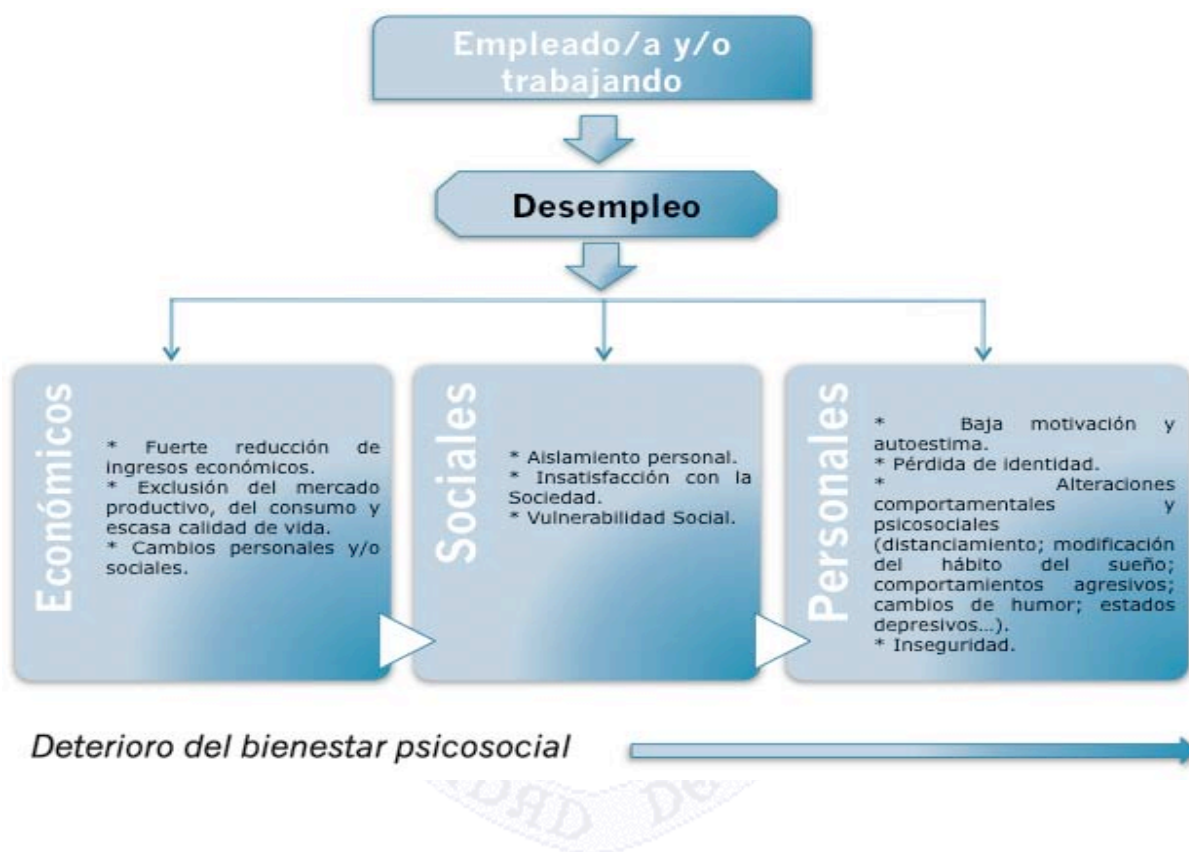 Empleado/a y/o
trabajando
Desempleo
Económicos
* Fuerte reducción de
ingresos económicos.
* Exclusión del mercado
productivo, del consumo y
escasa calidad de vida.
* Cambios personales y/o
sociales.
Sociales
* Aislamiento personal.
* Insatisfacción con la
Sociedad.
* Vulnerabilidad Social.
Personales
* Baja motivación y
autoestima.
* Pérdida de identidad.
* Alteraciones
comportamentales y
psicosociales
(distanciamiento; modificación
del hábito del sueño;
comportamientos agresivos;
cambios de humor; estados
depresivos...).
* Inseguridad.
Deterioro del bienestar psicosocial